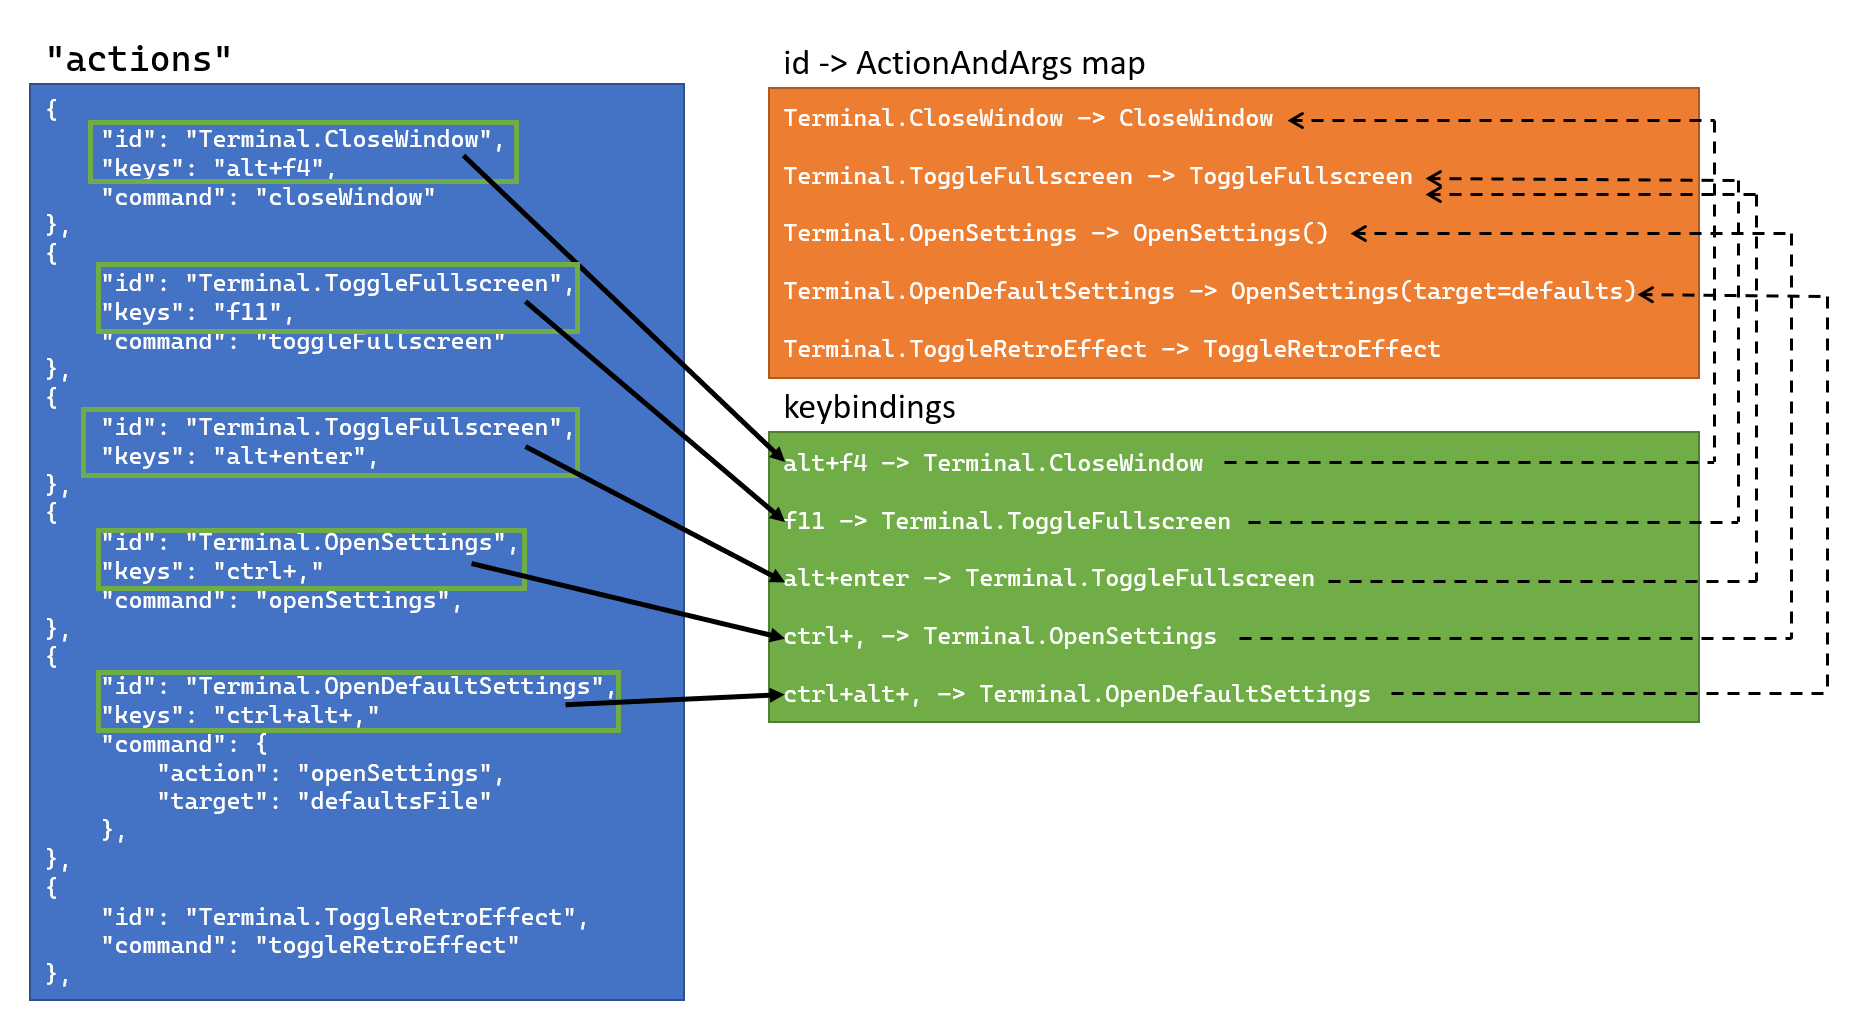 "actions"
{
    "id": "Terminal.CloseWindow",
    "keys": "alt+f4",
    "command": "closeWindow"
},
{
    "id": "Terminal.ToggleFullscreen",
    "keys": "f11",
    "command": "toggleFullscreen"
},
{
    "id": "Terminal.ToggleFullscreen",
    "keys": "alt+enter",
},
{
    "id": "Terminal.OpenSettings",
    "keys": "ctrl+,"
    "command": "openSettings",
},
{
    "id": "Terminal.OpenDefaultSettings",
    "keys": "ctrl+alt+,"
    "command": {
        "action": "openSettings",
        "target": "defaultsFile"
    },
},
{
    "id": "Terminal.ToggleRetroEffect",
    "command": "toggleRetroEffect"
},
id -> ActionAndArgs map
Terminal.CloseWindow -> CloseWindow
Terminal.ToggleFullscreen -> ToggleFullscreen
Terminal.OpenSettings -> OpenSettings()
Terminal.OpenDefaultSettings -> OpenSettings(target=defaults)
Terminal.ToggleRetroEffect -> ToggleRetroEffect
keybindings
alt+f4 -> Terminal.CloseWindow
f11 -> Terminal.ToggleFullscreen
alt+enter -> Terminal.ToggleFullscreen
ctrl+, -> Terminal.OpenSettings
ctrl+alt+, -> Terminal.OpenDefaultSettings